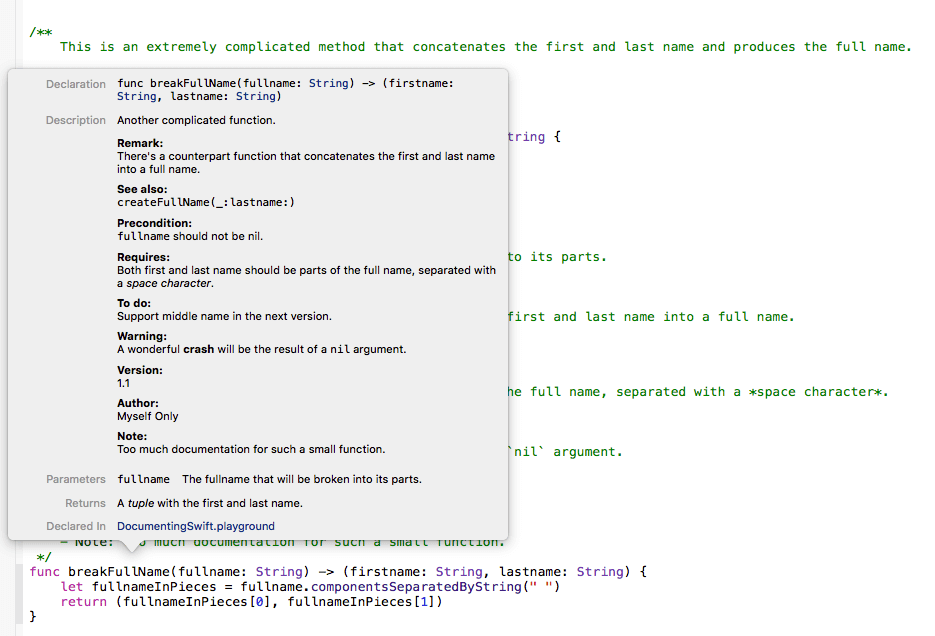 /**
This is an extremely complicated method that concatenates the first and last name and produces the full name.
Declaration func breakFullName(fullname: String) -> (firstname:
String, lastname: String)
Description Another complicated function.
tring {
Remark:
There's a counterpart function that concatenates the first and last name
into a full name.
See also:
createFullName(_:lastname:)
Precondition:
fullname should not be nil.
to its parts.
Requires:
Both first and last name should be parts of the full name, separated with
a space character.
To do:
Support middle name in the next version.
first and last name into a full name.
Warning:
A wonderful crash will be the result of a nil argument.
Version:
1.1
he full name, separated with a *space character*.
Author:
Myself Only
Note:
Too much documentation for such a small function.
`nil` argument.
Parameters fullname The fullname that will be broken into its parts.
Returns A tuple with the first and last name.
Declared In DocumentingSwift.playground
- Note: o much documentation for such a small function.
*/
func breakFullName(fullname: String) -> (firstname: String, lastname: String) {
let fullnameInPieces = fullname.componentsSeparatedByString(" ")
return (fullnameInPieces[0], fullnameInPieces[1])
}